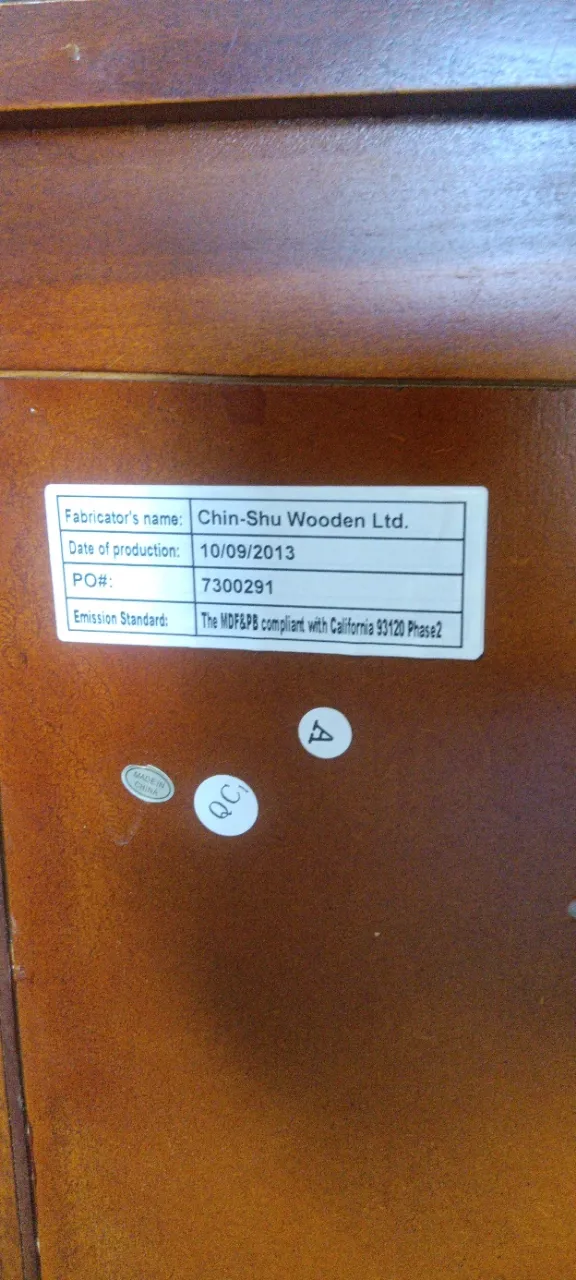 Fabricator's name: Chin-Shu Wooden Ltd.
Date of production: 10/09/2013
PO#: 7300291
Emission Standard: The MDF&PB compliant with California 93120 Phase2
A
MADE IN
CHINA
QC1